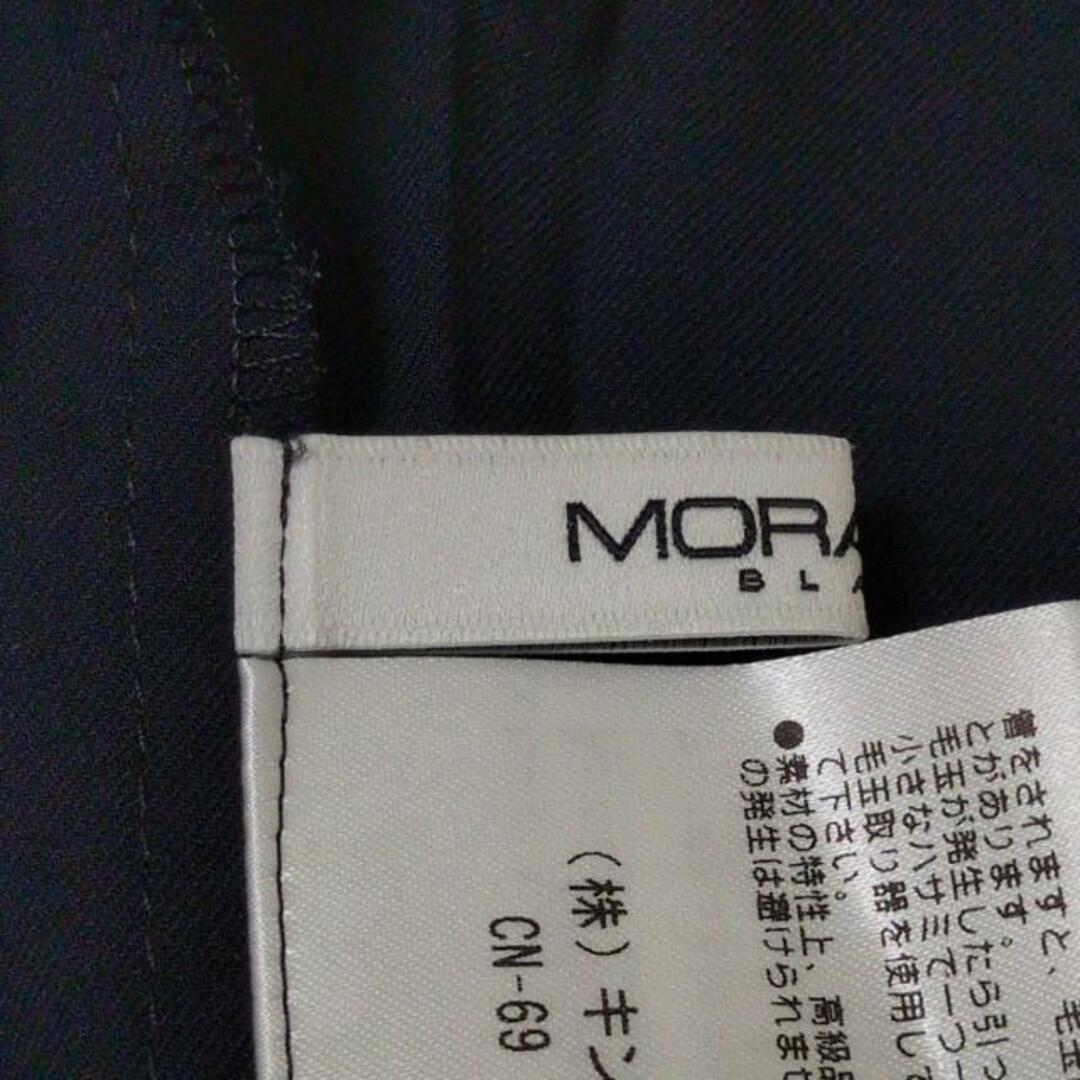 MORA
BLA
着をされますと、毛玉
とがあります。
毛玉が発生したら引っ
小さなハサミで一つ一
毛玉取り器を使用して
て下さい。
●素材の特性上、高級品
の発生は避けられませ
(株)キン
CN-69